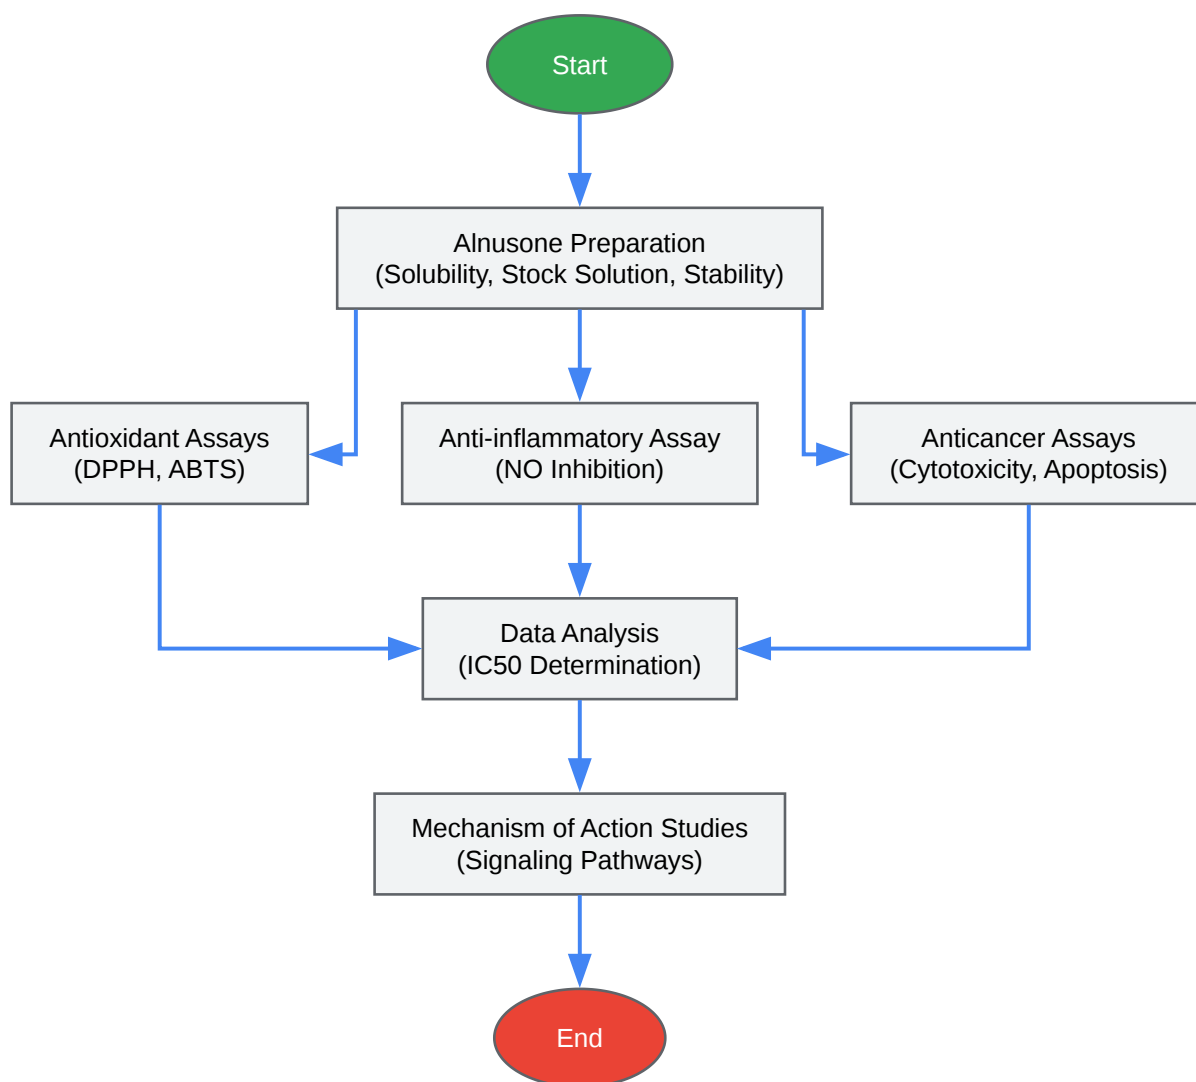 Start
Alnusone Preparation
(Solubility, Stock Solution, Stability)
Antioxidant Assays
(DPPH, ABTS)
Anti-inflammatory Assay
(NO Inhibition)
Anticancer Assays
(Cytotoxicity, Apoptosis)
Data Analysis
(IC50 Determination)
Mechanism of Action Studies
(Signaling Pathways)
End